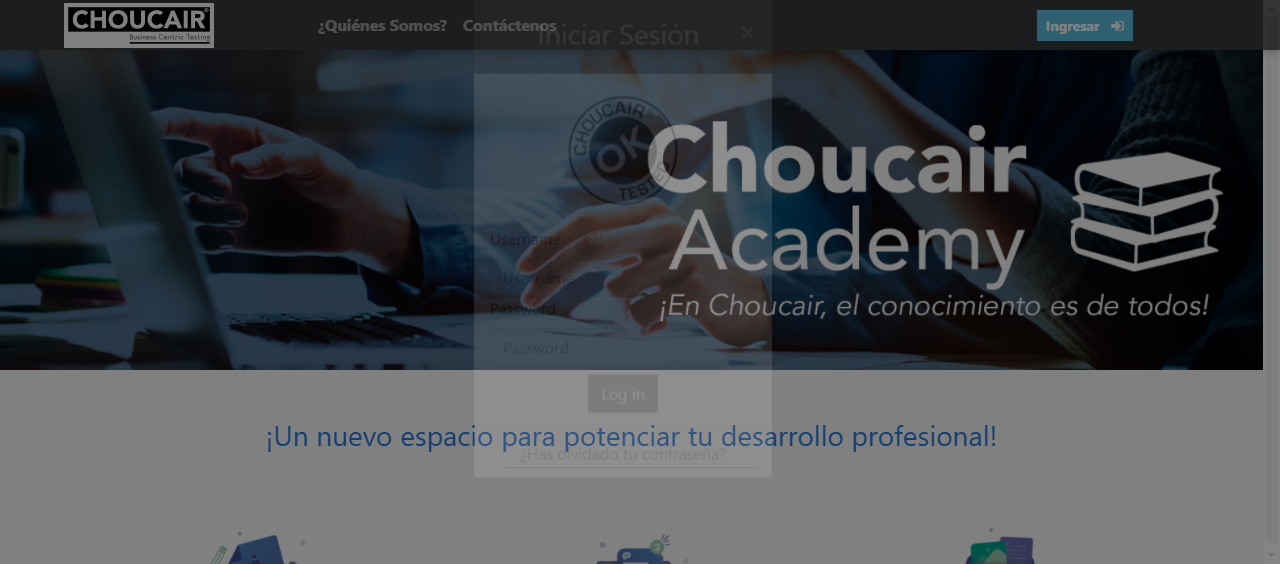 CHOUCAIR®
Business Centric Testing
¿Quiénes Somos? Contáctenos
Ingresar
Iniciar Sesión ×
CHOUCAIR
OK
TESTED
Choucair
Academy
¡En Choucair, el conocimiento es de todos!
Username
Username
Password
Password
Log in
¡Un nuevo espacio para potenciar tu desarrollo profesional!
¿Has olvidado tu contraseña?
@
3